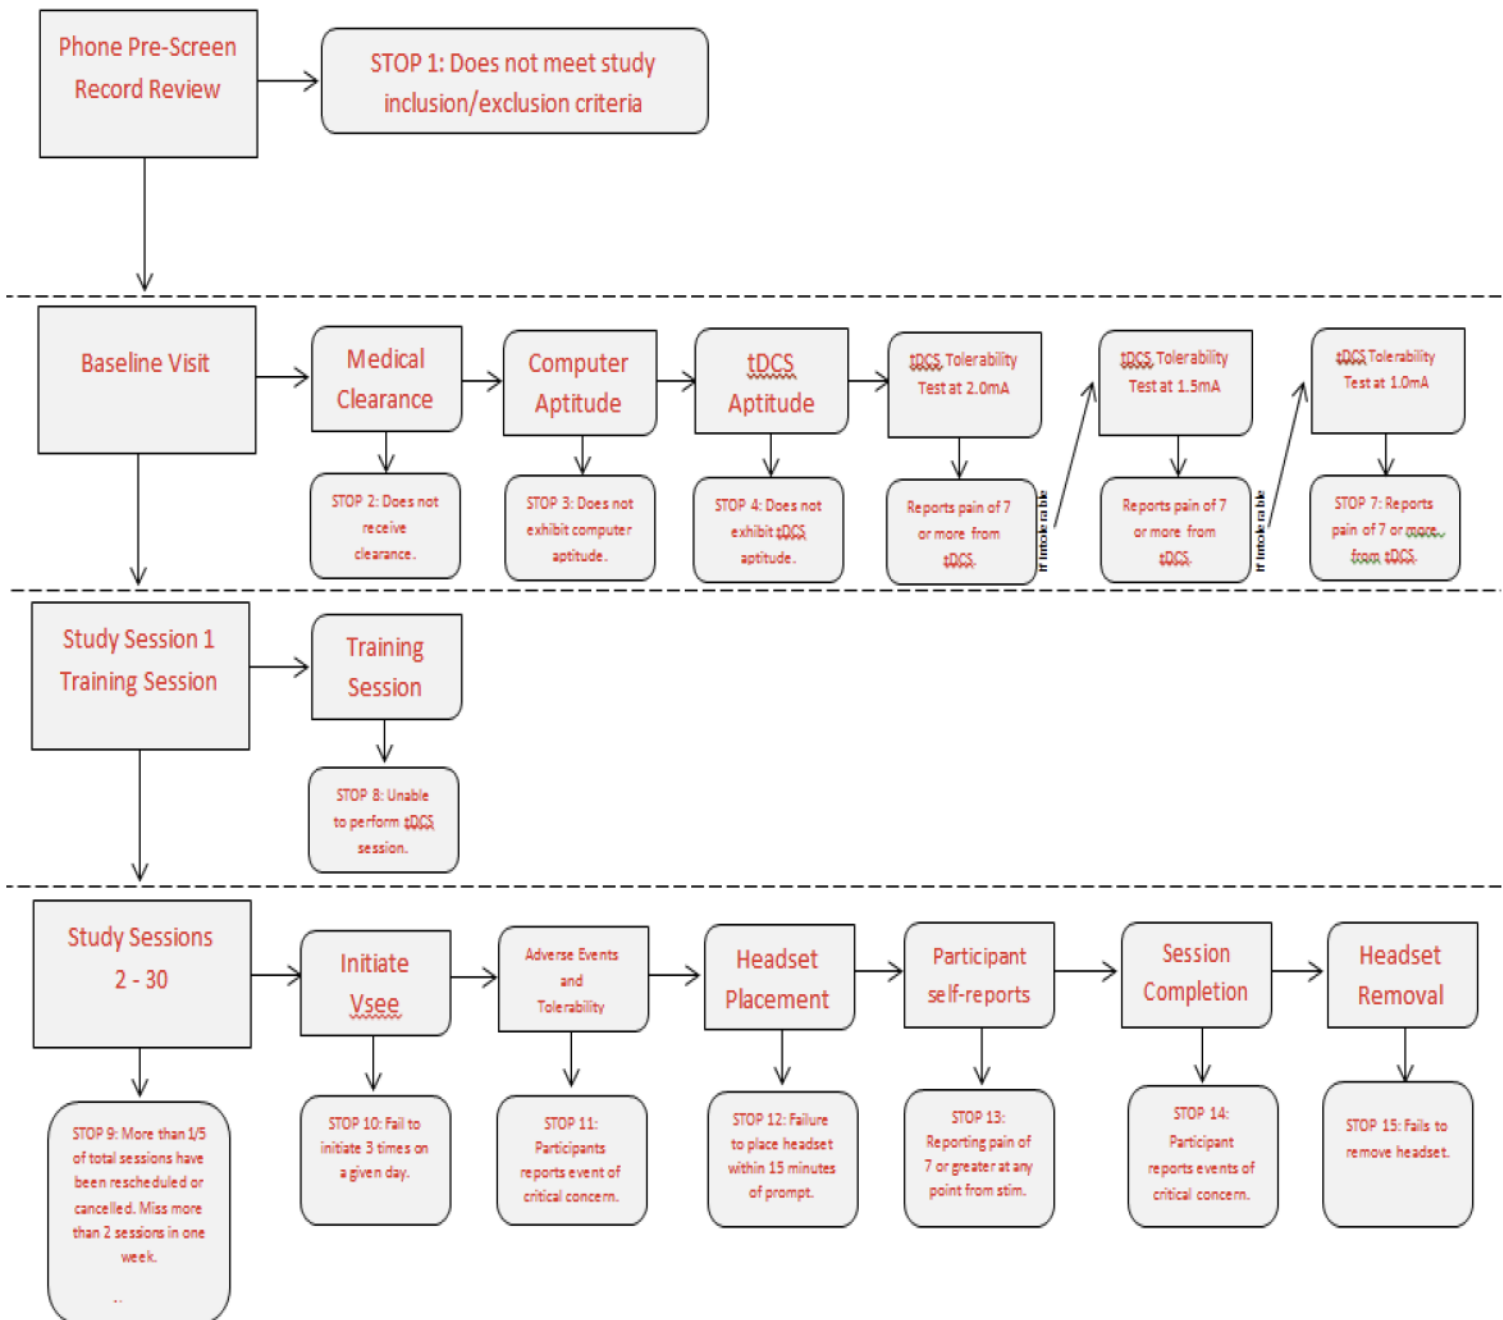 Phone Pre-Screen
Record Review
STOP 1: Does not meet study
inclusion/exclusion criteria
Baseline Visit
Medical
Clearance
Computer
Aptitude
tDCS
Aptitude
tDCS Tolerability
Test at 2.0mA
tDCS Tolerability
Test at 1.5mA
tDCS Tolerability
Test at 1.0mA
STOP 2: Does not
receive
clearance.
STOP 3: Does not
exhibit computer
aptitude.
STOP 4: Does not
exhibit tDCS
aptitude.
Reports pain of 7
or more from
tDCS.
If Intolerable
Reports pain of 7
or more from
tDCS.
If Intolerable
STOP 7: Reports
pain of 7 or more
from tDCS.
Study Session 1
Training Session
Training
Session
STOP 8: Unable
to perform tDCS
session.
Study Sessions
2 - 30
Initiate
Vsee
Adverse Events
and
Tolerability
Headset
Placement
Participant
self-reports
Session
Completion
Headset
Removal
STOP 9: More than 1/5
of total sessions have
been rescheduled or
cancelled. Miss more
than 2 sessions in one
week.
STOP 10: Fail to
initiate 3 times on
a given day.
STOP 11:
Participants
reports event of
critical concern.
STOP 12: Failure
to place headset
within 15 minutes
of prompt.
STOP 13:
Reporting pain of
7 or greater at any
point from stim.
STOP 14:
Participant
reports events of
critical concern.
STOP 15: Fails to
remove headset.